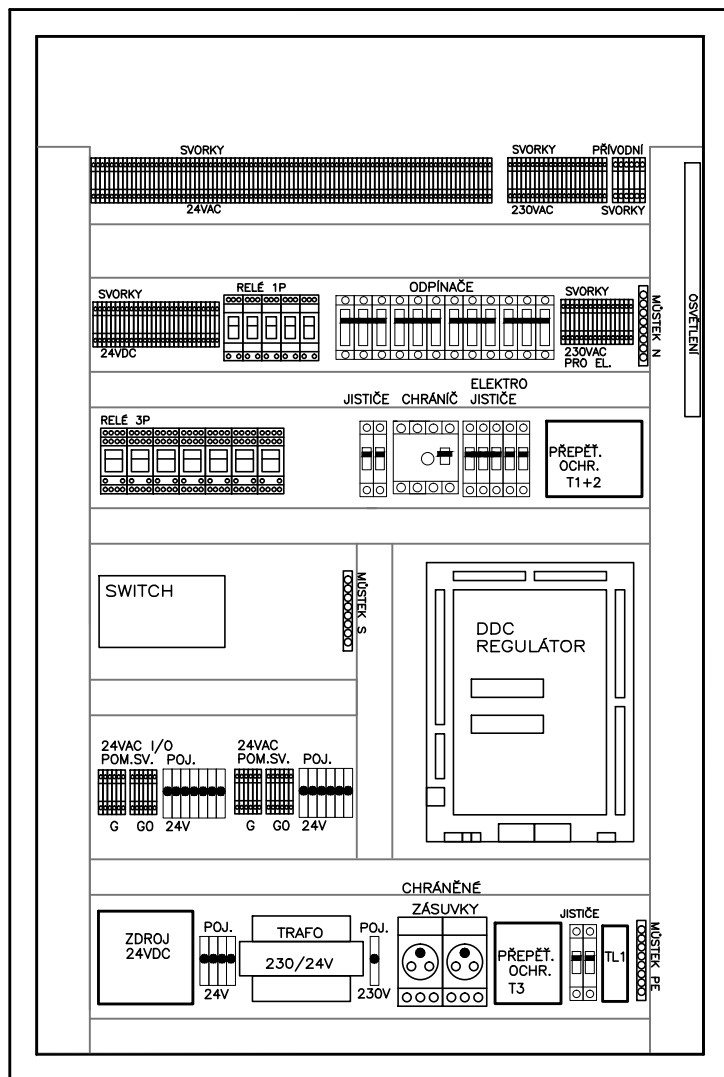 SVORKY
24VAC
SVORKY
230VAC
PŘÍVODNÍ
SVORKY
OSVĚTLENÍ
SVORKY
24VDC
RELÉ 1P
ODPÍNAČE
SVORKY
230VAC
PRO EL.
MŮSTEK N
RELÉ 3P
JISTIČE
CHRÁNÍČ
ELEKTRO
JISTIČE
PŘEPĚŤ.
OCHR.
T1+2
SWITCH
MŮSTEK S
DDC
REGULÁTOR
24VAC I/O
POM.SV.
POJ.
G
GO
24V
24VAC
POM.SV.
POJ.
G
GO
24V
ZDROJ
24VDC
POJ.
24V
TRAFO
230/24V
POJ.
230V
CHRÁNĚNÉ
ZÁSUVKY
PŘEPĚŤ.
OCHR.
T3
JISTIČE
TL1
MŮSTEK PE